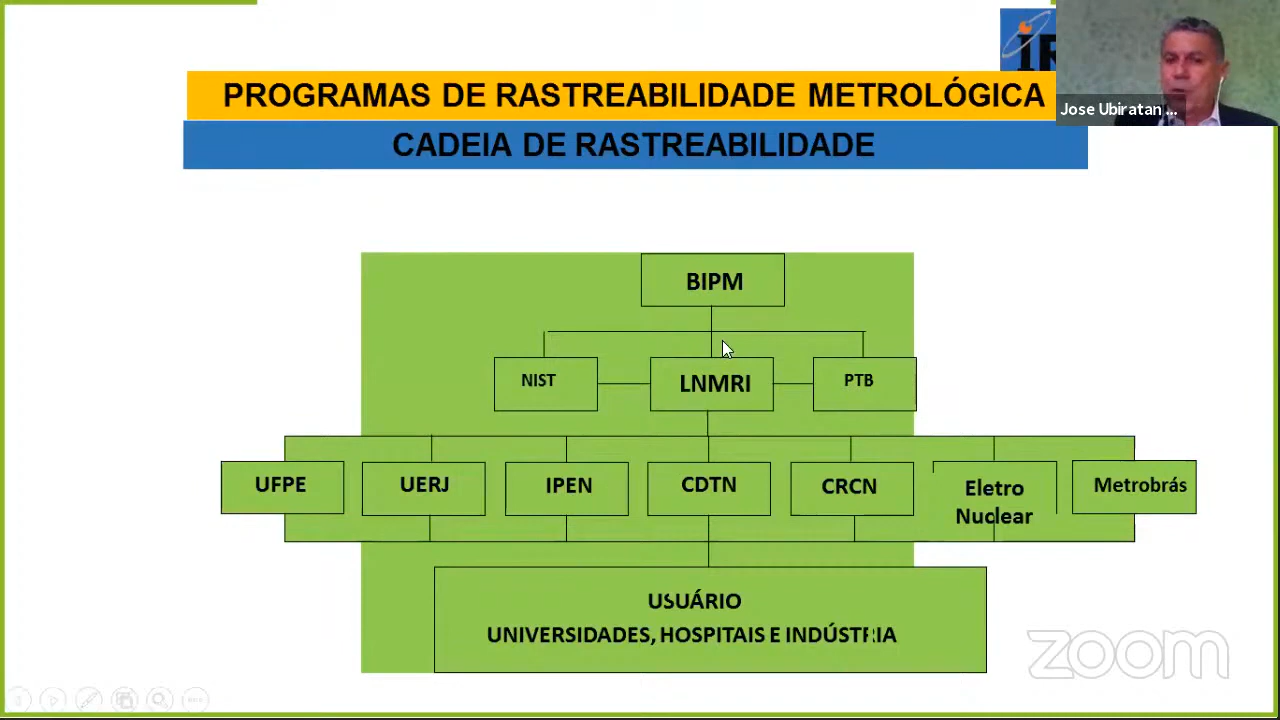 PROGRAMAS DE RASTREABILIDADE METROLÓGICA
Jose Ubiratan ...
CADEIA DE RASTREABILIDADE
BIPM
NIST
LNMRI
PTB
UFPE
UERJ
IPEN
CDTN
CRCN
Eletro
Nuclear
Metrobrás
USUÁRIO
UNIVERSIDADES, HOSPITAIS E INDÚSTRIA
zoom